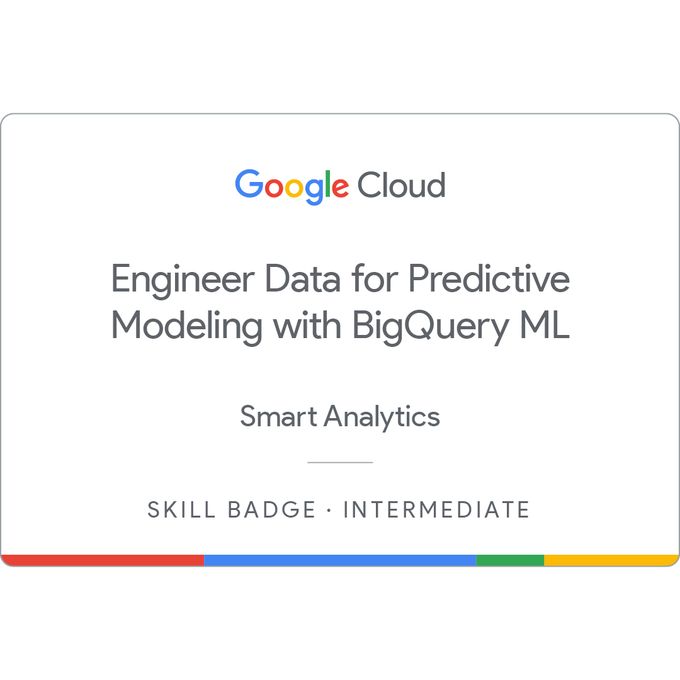 Google Cloud
Engineer Data for Predictive
Modeling with BigQuery ML
Smart Analytics
SKILL BADGE · INTERMEDIATE